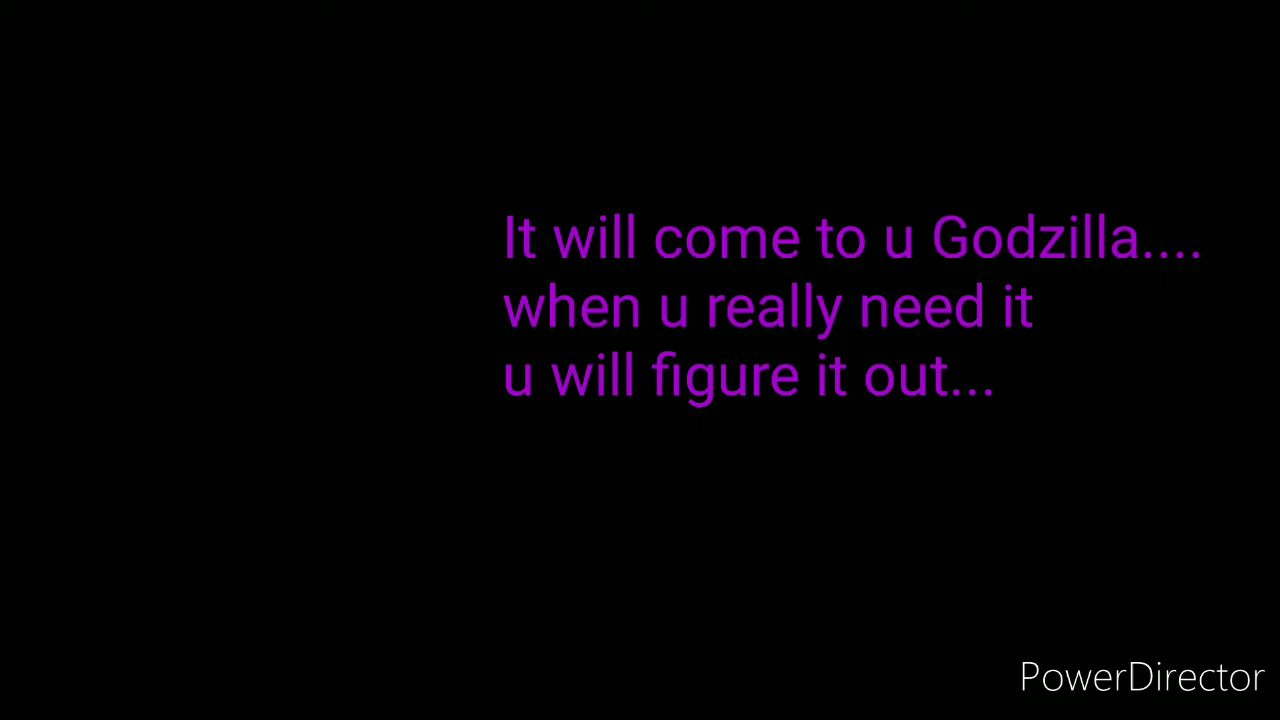 It will come to u Godzilla....
when u really need it
u will figure it out...
PowerDirector